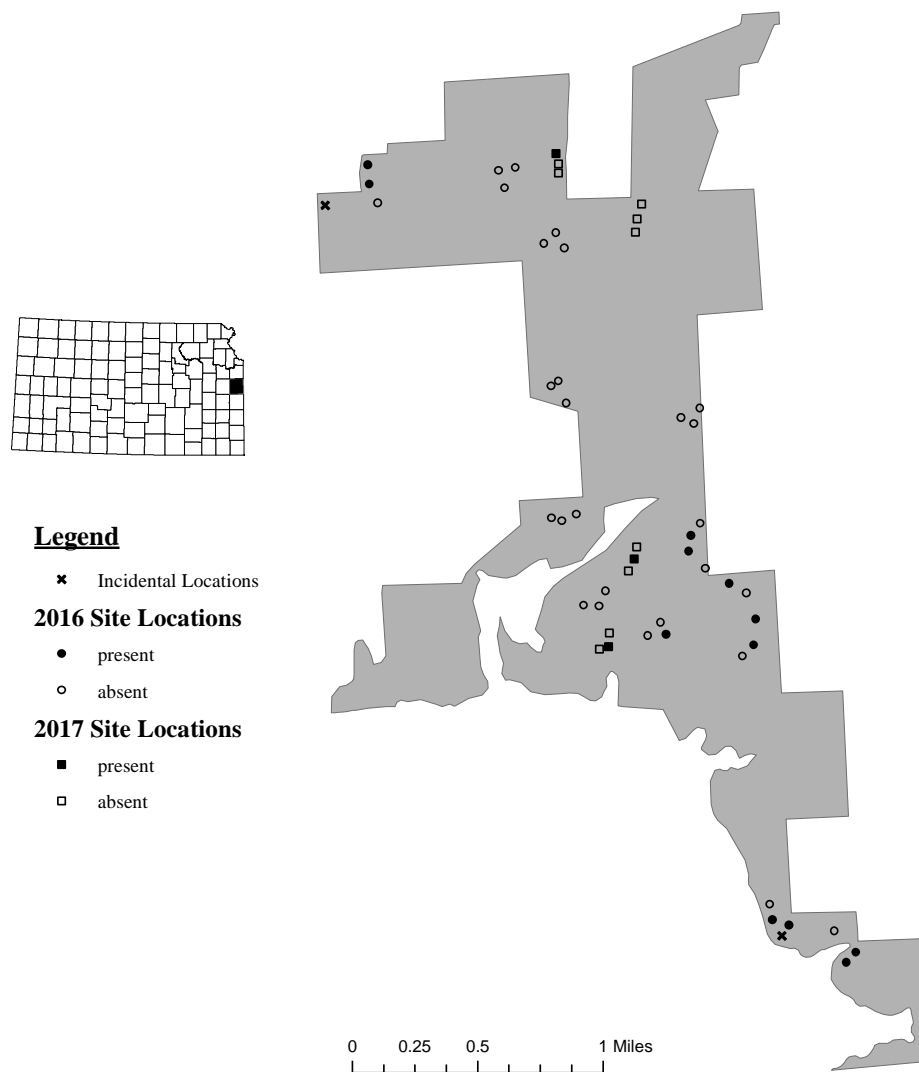 Legend
Incidental Locations
2016 Site Locations
present
absent
2017 Site Locations
present
absent
0 0.25 0.5 1 Miles